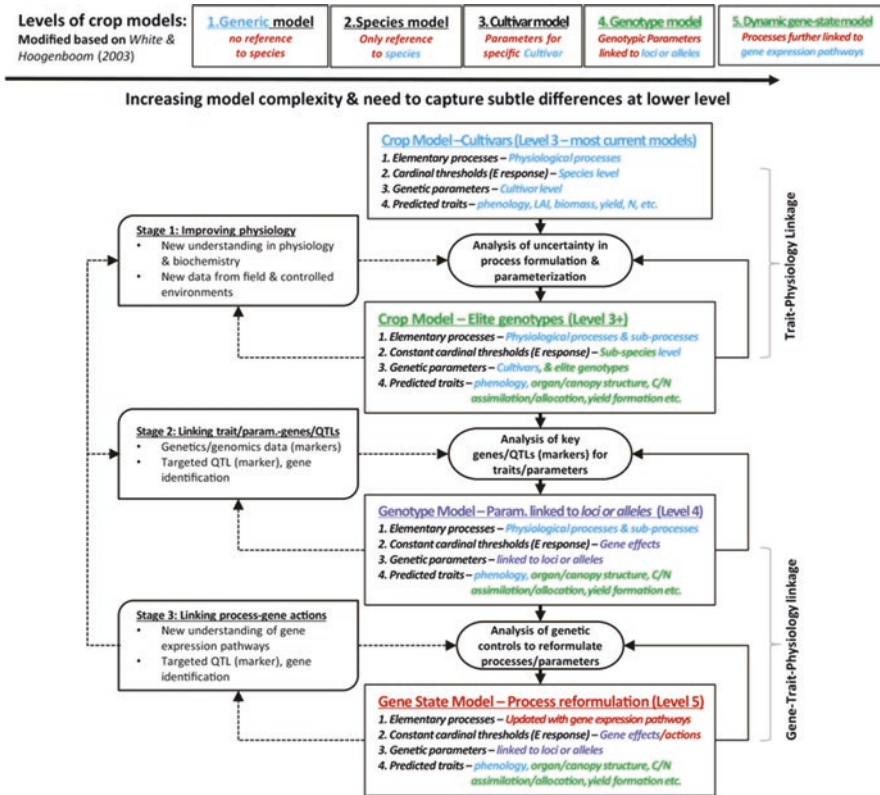 Levels of crop models:
Modified based on White &
Hoogenboom (2003)
1.Generic model
no reference
to species
2.Species model
Only reference
to species
3. Cultivar model
Parameters for
specific Cultivar
4. Genotype model
Genotypic Parameters
linked to loci or alleles
5. Dynamic gene-state model
Processes further linked to
gene expression pathways
Increasing model complexity & need to capture subtle differences at lower level
Crop Model –Cultivars (Level 3 – most current models)
1. Elementary processes – Physiological processes
2. Cardinal thresholds (E response) – Species level
3. Genetic parameters – Cultivar level
4. Predicted traits – phenology, LAI, biomass, yield, N, etc.
Stage 1: Improving physiology
• New understanding in physiology
& biochemistry
• New data from field & controlled
environments
Analysis of uncertainty in
process formulation &
parameterization
Trait-Physiology Linkage
Crop Model – Elite genotypes (Level 3+)
1. Elementary processes – Physiological processes & sub-processes
2. Constant cardinal thresholds (E response) – Sub-species level
3. Genetic parameters – Cultivars, & elite genotypes
4. Predicted traits – phenology, organ/canopy structure, C/N
assimilation/allocation, yield formation etc.
Stage 2: Linking trait/param.-genes/QTLs
• Genetics/genomics data (markers)
• Targeted QTL (marker), gene
identification
Analysis of key
genes/QTLs (markers) for
traits/parameters
Genotype Model – Param. linked to loci or alleles (Level 4)
1. Elementary processes – Physiological processes & sub-processes
2. Constant cardinal thresholds (E response) – Gene effects
3. Genetic parameters – linked to loci or alleles
4. Predicted traits – phenology, organ/canopy structure, C/N
assimilation/allocation, yield formation etc.
Stage 3: Linking process-gene actions
• New understanding of gene
expression pathways
• Targeted QTL (marker), gene
identification
Analysis of genetic
controls to reformulate
processes/parameters
Gene-Trait-Physiology linkage
Gene State Model – Process reformulation (Level 5)
1. Elementary processes – Updated with gene expression pathways
2. Constant cardinal thresholds (E response) – Gene effects/actions
3. Genetic parameters – linked to loci or alleles
4. Predicted traits – phenology, organ/canopy structure, C/N
assimilation/allocation, yield formation etc.